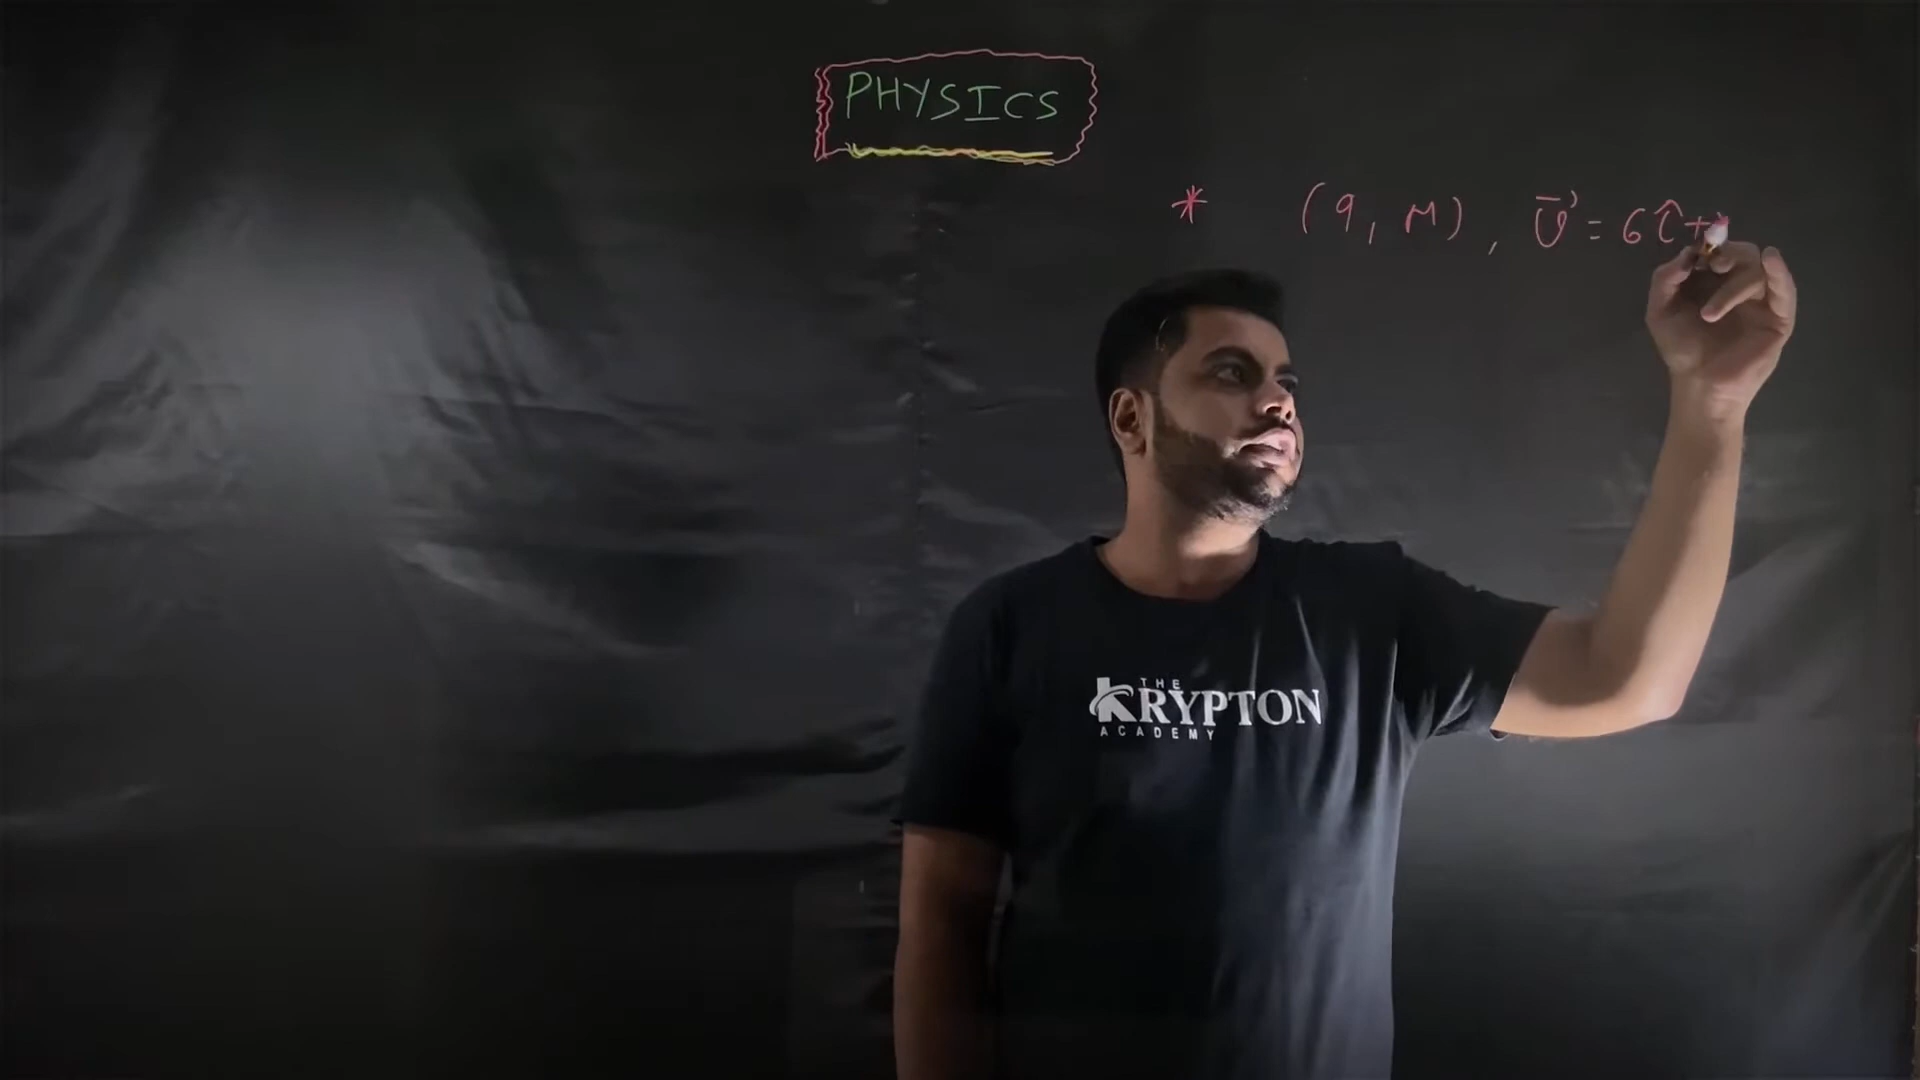 PHYSICS
* (q, M), v⃗ = 6î +
THE
KRYPTON
ACADEMY